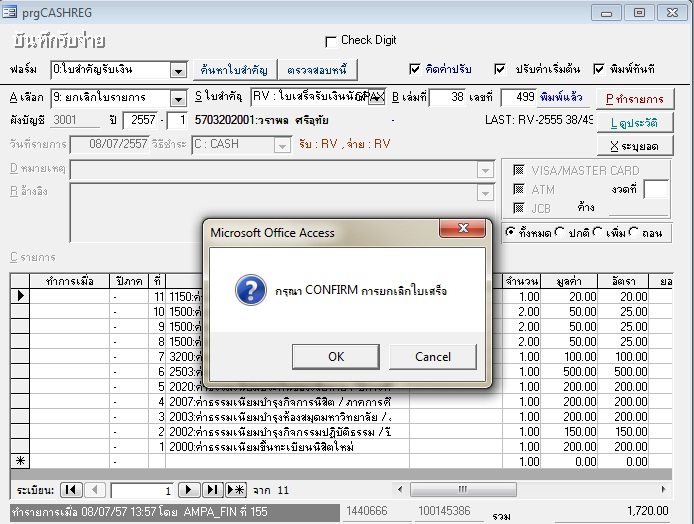 prgCASHREG
บันทึกรับจ่าย
Check Digit
ฟอร์ม 0:ใบสำคัญรับเงิน ค้นหาใบสำคัญ ตรวจสอบหนี้ คิดค่าปรับ ปรับค่าเริ่มต้น พิมพ์ทันที
A เลือก 9: ยกเลิกใบรายการ S ใบสำคัญ RV : ใบเสร็จรับเงินนิสิต B เล่มที่ 38 เลขที่ 499 พิมพ์แล้ว P ทำรายการ
ผังบัญชี 3001 ปี 2557 - 1 5703202001:วราพล ศรีฤทัย - LAST: RV-2555 38/49 L ดูประวัติ
วันที่รายการ 08/07/2557 วิธีชำระ C : CASH รับ : RV , จ่าย : RV X ระบุยอด
D หมายเหตุ VISA/MASTER CARD
R อ้างอิง ATM งวดที่
JCB ค้าง
ทั้งหมด ปกติ เพิ่ม ถอน
C รายการ
Microsoft Office Access
กรุณา CONFIRM การยกเลิกใบเสร็จ
OK Cancel
ทำการเมื่อ ปีภาค ที่ จำนวน มูลค่า อัตรา ยอ
- 11 1150:ค่ 1.00 20.00 20.00
- 10 1500:ค่ 2.00 50.00 25.00
- 9 1500:ค่ 2.00 50.00 25.00
- 8 1500:ค่ 2.00 50.00 25.00
- 7 3200:ค่ 1.00 100.00 100.00
- 6 2503:ค่ 1.00 500.00 500.00
- 5 2020:ค่ 1.00 200.00 200.00
- 4 2007:ค่าธรรมเนียมบำรุงกิจการนิสิต / ภาคการศึ 1.00 200.00 200.00
- 3 2003:ค่าธรรมเนียมบำรุงห้องสมุดมหาวิทยาลัย / 1.00 200.00 200.00
- 2 2002:ค่าธรรมเนียมบำรุงกิจกรรมปฏิบัติธรรม /ปี 1.00 150.00 150.00
- 1 2000:ค่าธรรมเนียมขึ้นทะเบียนนิสิตใหม่ 1.00 200.00 200.00
- 1.00 0.00 0.00
ระเบียน: 1 จาก 11
ทำรายการเมื่อ 08/07/57 13:57 โดย AMPA_FIN ที่ 155 1440666 100145386 รวม 1,720.00